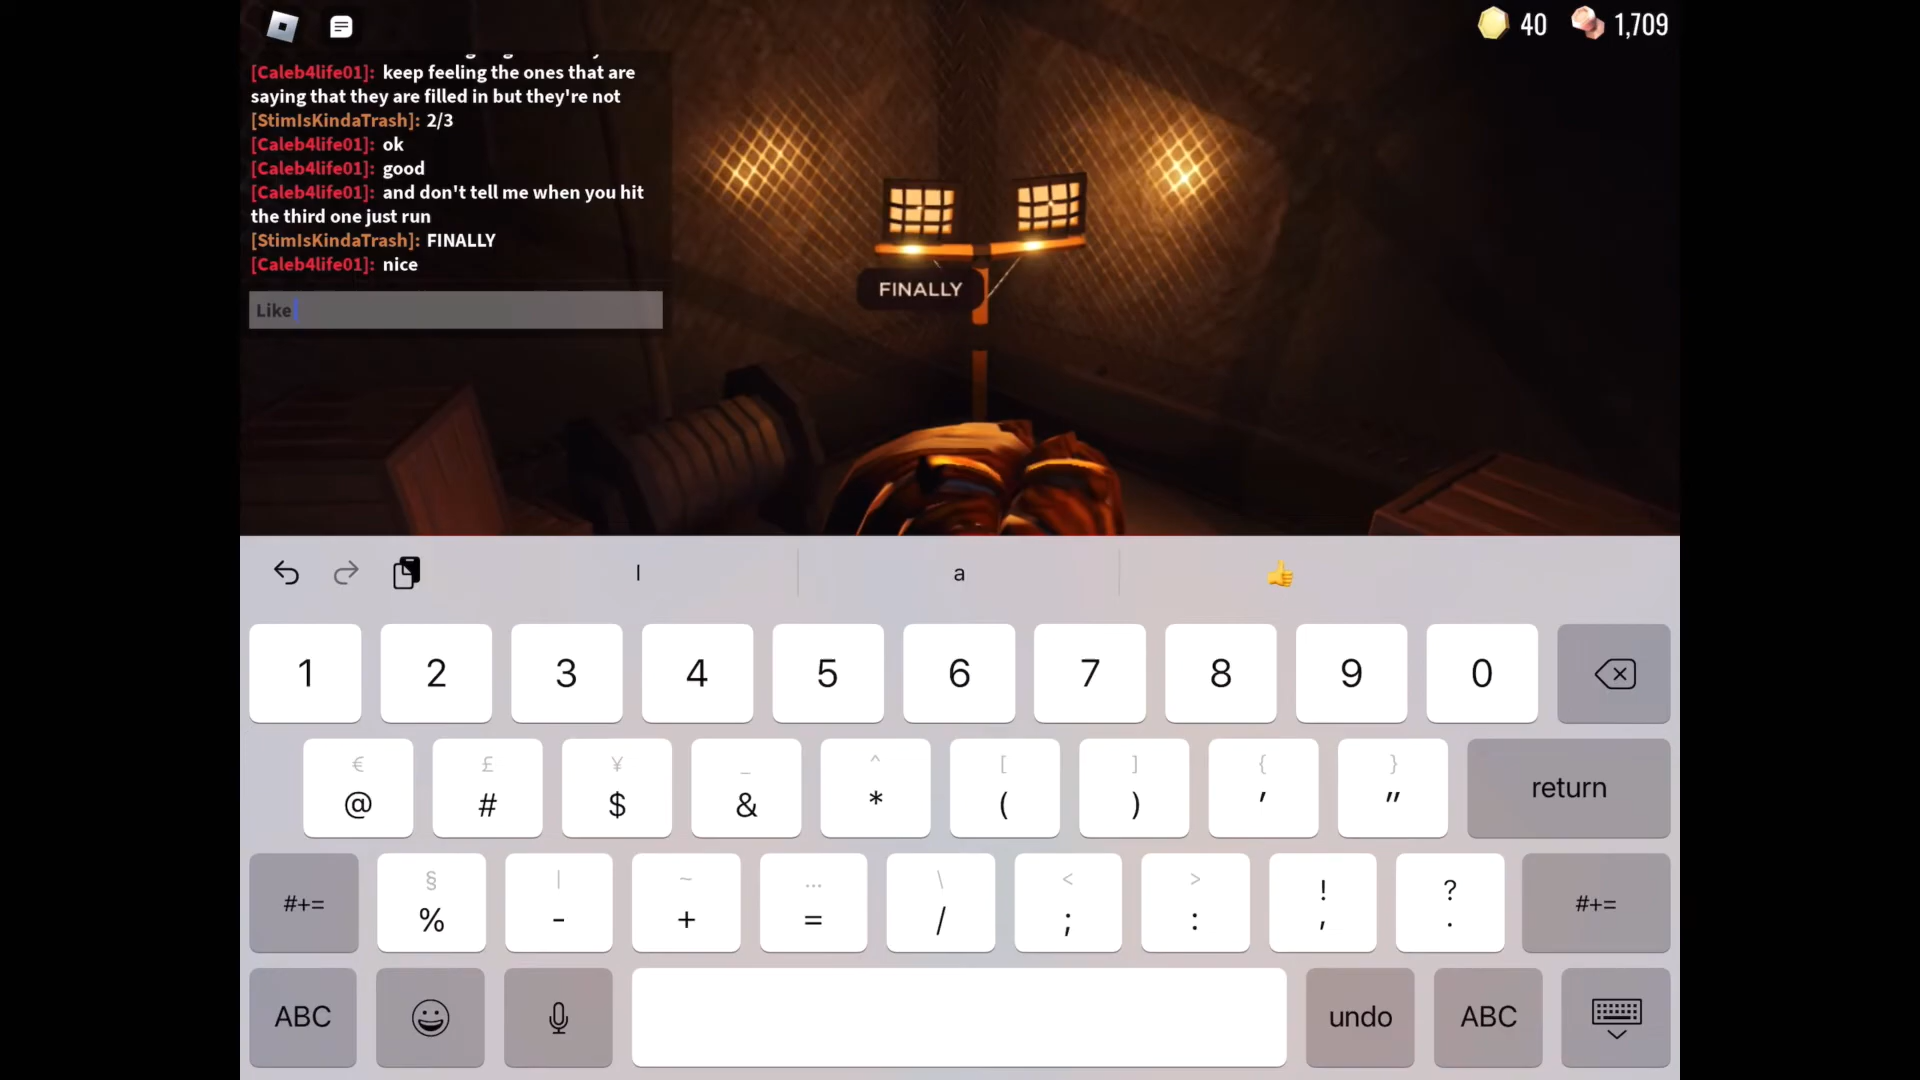 40 1,709
[Caleb4life01]: keep feeling the ones that are
saying that they are filled in but they're not
[StimIsKindaTrash]: 2/3
[Caleb4life01]: ok
[Caleb4life01]: good
[Caleb4life01]: and don't tell me when you hit
the third one just run
[StimIsKindaTrash]: FINALLY
[Caleb4life01]: nice
FINALLY
Like
I a 👍
1 2 3 4 5 6 7 8 9 0
€ £ ¥ _ ^ [ ] { }
@ # $ & * ( ) ' "
return
§ | ~ … \ < > ! ?
#+= % - + = / ; : , . #+=
ABC undo ABC